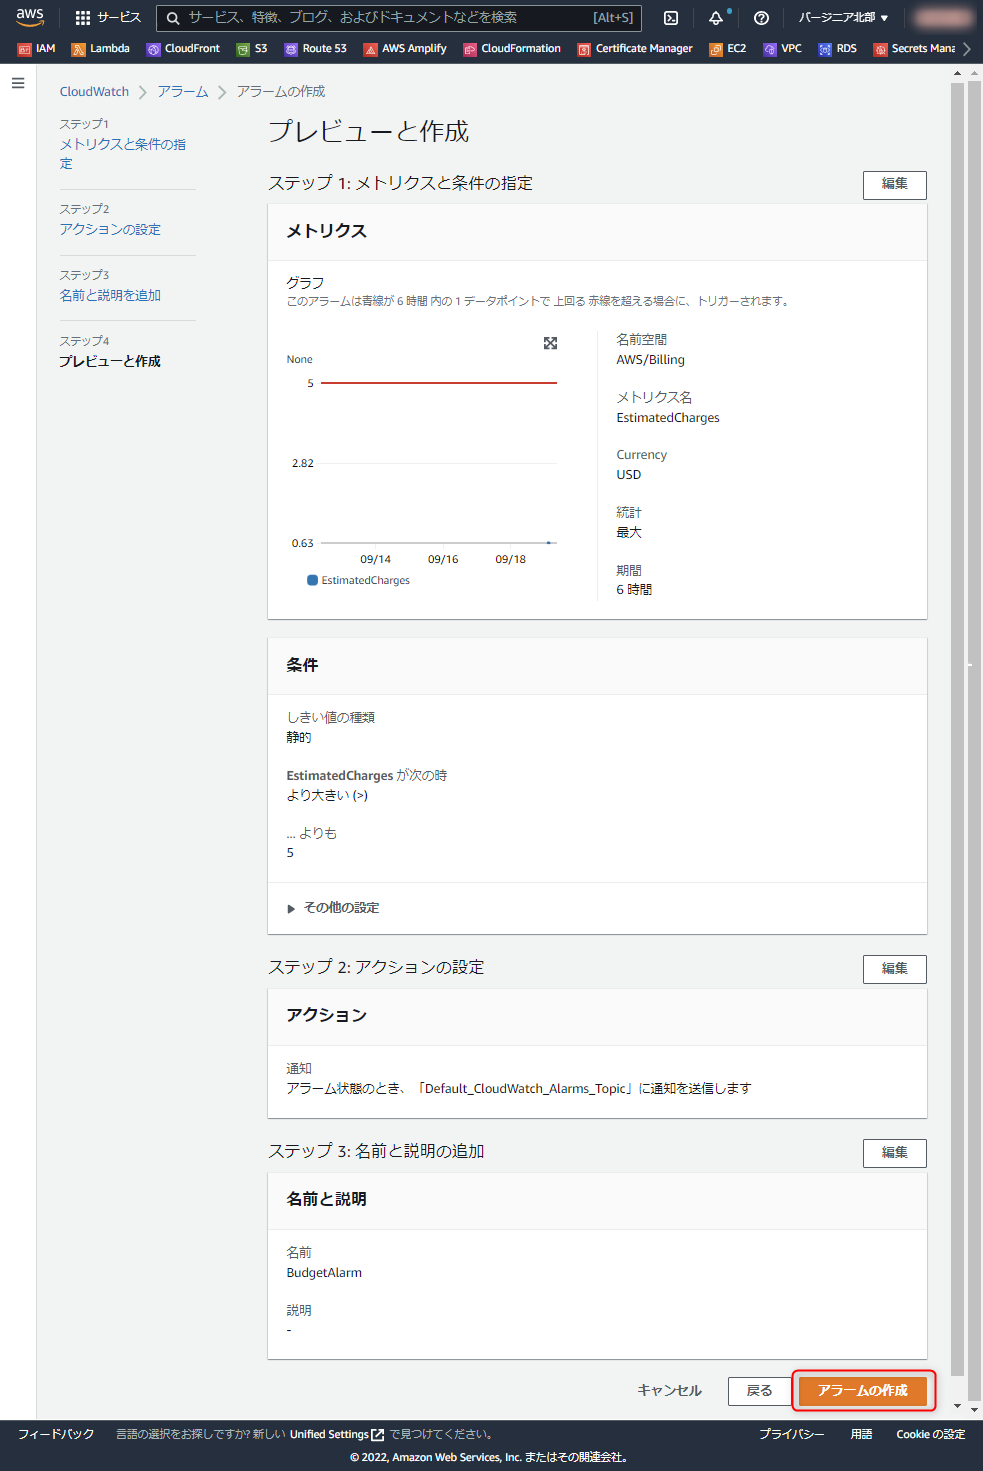 aws
サービス
サービス、特徴、ブログ、およびドキュメントなどを検索
[Alt+S]
バージニア北部 ▼
IAM
Lambda
CloudFront
S3
Route 53
AWS Amplify
CloudFormation
Certificate Manager
EC2
VPC
RDS
Secrets Mana
CloudWatch
アラーム
アラームの作成
ステップ1
メトリクスと条件の指
定
ステップ2
アクションの設定
ステップ3
名前と説明を追加
ステップ4
プレビューと作成
プレビューと作成
ステップ 1: メトリクスと条件の指定
編集
メトリクス
グラフ
このアラームは青線が 6 時間 内の 1 データポイントで 上回る 赤線を超える場合に、トリガーされます。
None
5
2.82
0.63
09/14
09/16
09/18
EstimatedCharges
名前空間
AWS/Billing
メトリクス名
EstimatedCharges
Currency
USD
統計
最大
期間
6 時間
条件
しきい値の種類
静的
EstimatedCharges が次の時
より大きい (>)
... よりも
5
その他の設定
ステップ 2: アクションの設定
編集
アクション
通知
アラーム状態のとき、「Default_CloudWatch_Alarms_Topic」に通知を送信します
ステップ 3: 名前と説明の追加
編集
名前と説明
名前
BudgetAlarm
説明
-
キャンセル
戻る
アラームの作成
フィードバック
言語の選択をお探しですか? 新しい Unified Settings で見つけてください。
プライバシー
用語
Cookie の設定
© 2022, Amazon Web Services, Inc. またはその関連会社。